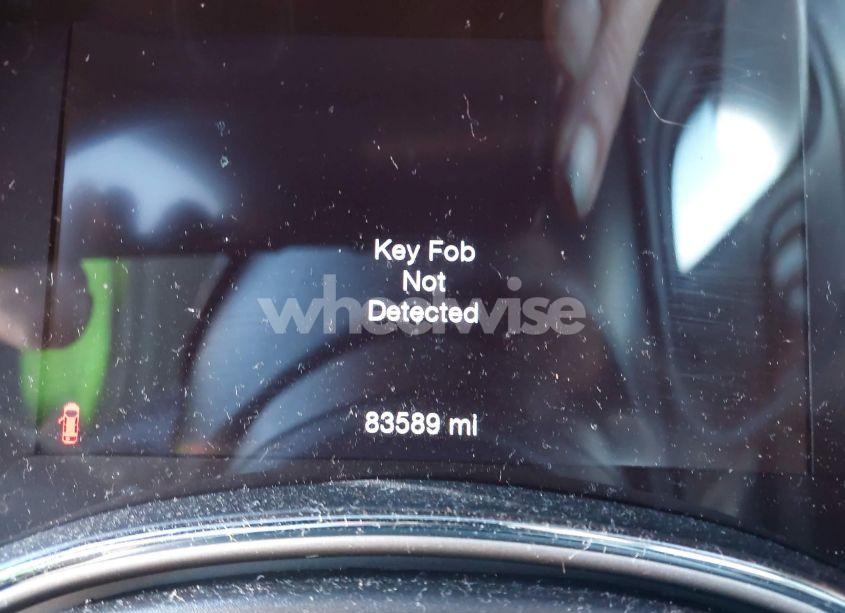 Key Fob
Not
Detected
wheelwise
83589 mi